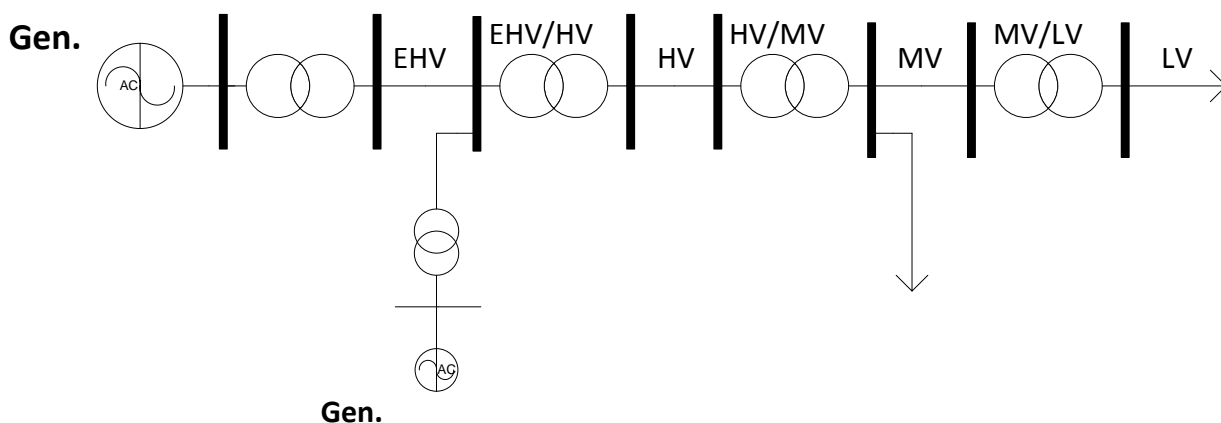 Gen.
EHV/HV
HV/MV
MV/LV
EHV
HV
MV
LV
AC
AC
Gen.